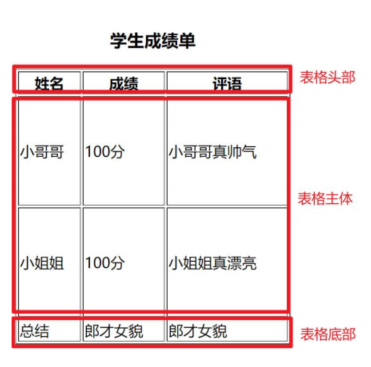 学生成绩单
姓名 成绩 评语 表格头部
小哥哥 100分 小哥哥真帅气
表格主体
小姐姐 100分 小姐姐真漂亮
总结 郎才女貌 郎才女貌 表格底部